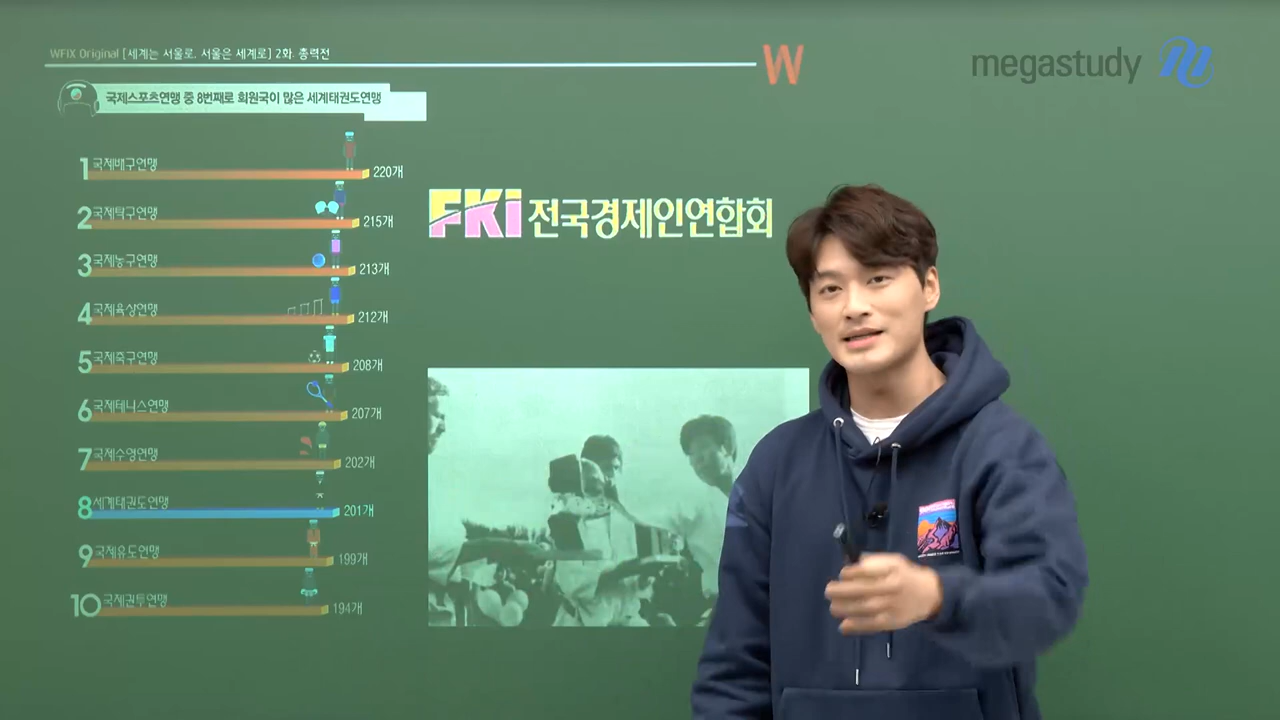 WFIX Original [세계는 서울로, 서울은 세계로] 2화. 총력전
W
megastudy
국제스포츠연맹 중 8번째로 회원국이 많은 세계태권도연맹
1 국제배구연맹 220개
2 국제탁구연맹 215개
3 국제농구연맹 213개
4 국제육상연맹 212개
5 국제축구연맹 208개
6 국제테니스연맹 207개
7 국제수영연맹 202개
8 세계태권도연맹 201개
9 국제유도연맹 199개
10 국제권투연맹 194개
FKI 전국경제인연합회